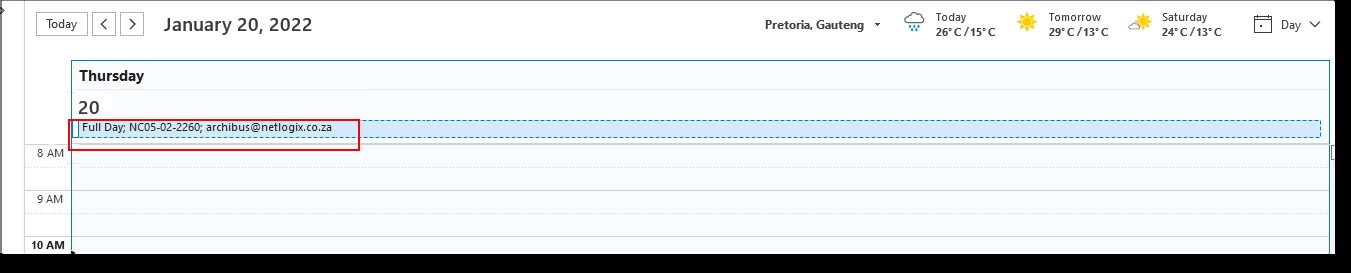 Today
January 20, 2022
Pretoria, Gauteng
Today
26°C/15°C
Tomorrow
29°C/13°C
Saturday
24°C/13°C
Day
Thursday
20
Full Day; NC05-02-2260; archibus@netlogix.co.za
8 AM
9 AM
10 AM